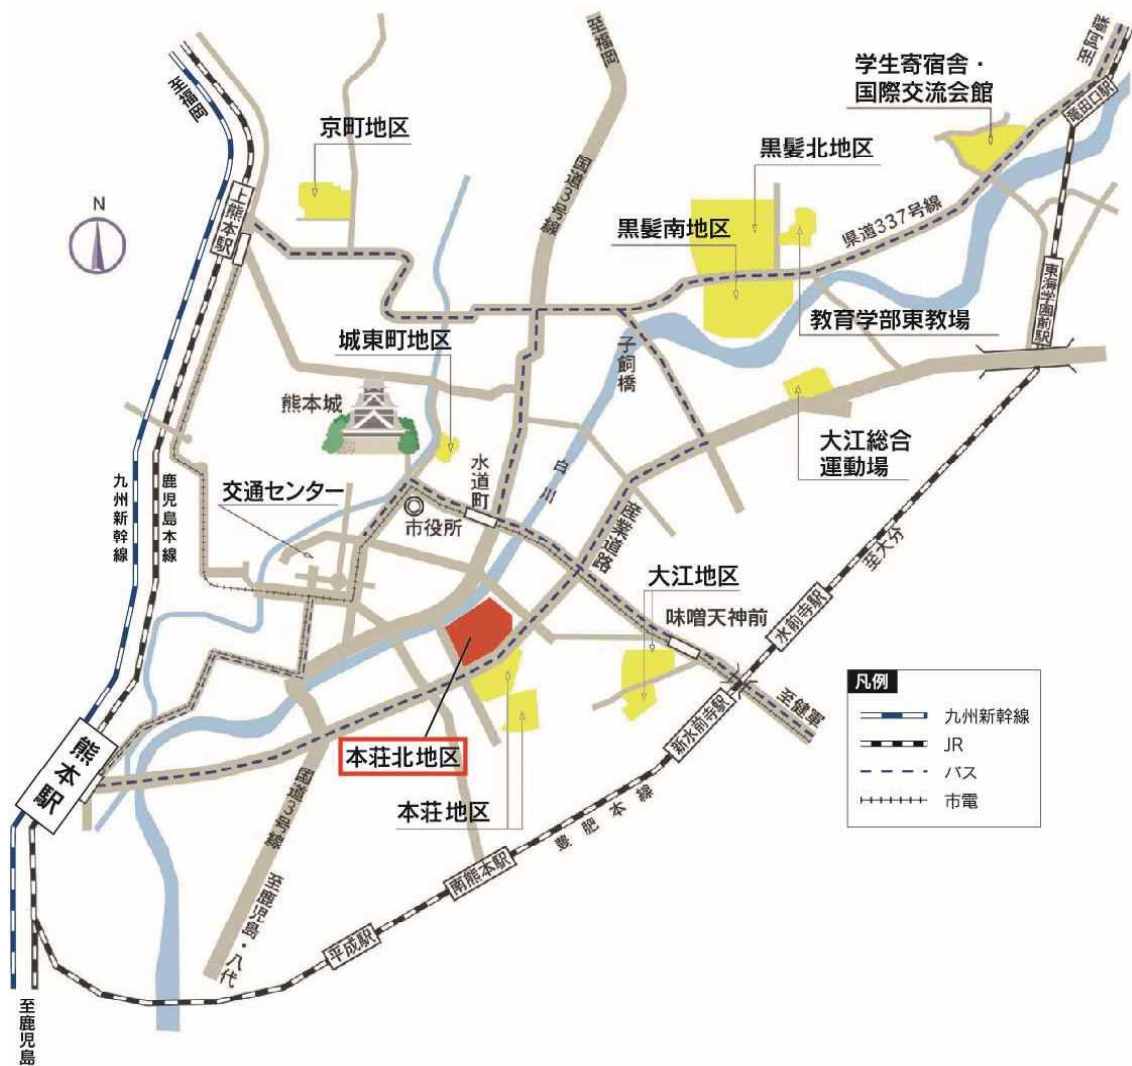 至福岡
至福岡
至阿蘇
学生寄宿舎・
国際交流会館
竜田口駅
京町地区
黒髪北地区
国道3号線
上熊本駅
N
黒髪南地区
県道337号線
東海学園前駅
教育学部東教場
城東町地区
子飼橋
熊本城
大江総合
運動場
水道町
白川
交通センター
市役所
九州新幹線
鹿児島本線
産業道路
至大分
大江地区
味噌天神前
水前寺駅
凡例
九州新幹線
JR
バス
市電
至健軍
新水前寺駅
熊本駅
本荘北地区
本荘地区
国道3号線
至鹿児島・八代
豊肥本線
南熊本駅
平成駅
至鹿児島